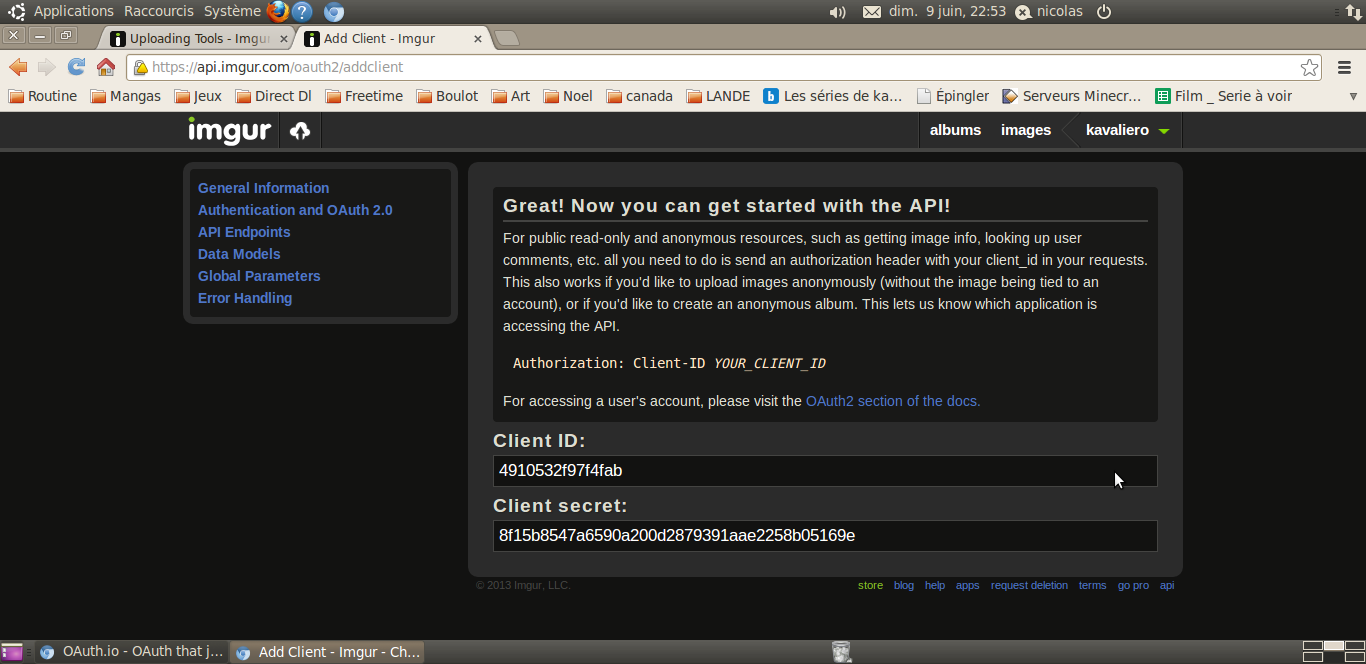 Applications Raccourcis Système dim. 9 juin, 22:53 nicolas
Uploading Tools - Imgur Add Client - Imgur
https://api.imgur.com/oauth2/addclient
Routine Mangas Jeux Direct Dl Freetime Boulot Art Noel canada LANDE b Les séries de ka... Épingler Serveurs Minecr... Film _ Serie à voir
imgur albums images kavaliero
General Information
Authentication and OAuth 2.0
API Endpoints
Data Models
Global Parameters
Error Handling
Great! Now you can get started with the API!
For public read-only and anonymous resources, such as getting image info, looking up user
comments, etc. all you need to do is send an authorization header with your client_id in your requests.
This also works if you'd like to upload images anonymously (without the image being tied to an
account), or if you'd like to create an anonymous album. This lets us know which application is
accessing the API.
Authorization: Client-ID YOUR_CLIENT_ID
For accessing a user's account, please visit the OAuth2 section of the docs.
Client ID:
4910532f97f4fab
Client secret:
8f15b8547a6590a200d2879391aae2258b05169e
© 2013 Imgur, LLC. store blog help apps request deletion terms go pro api
OAuth.io - OAuth that j... Add Client - Imgur - Ch...